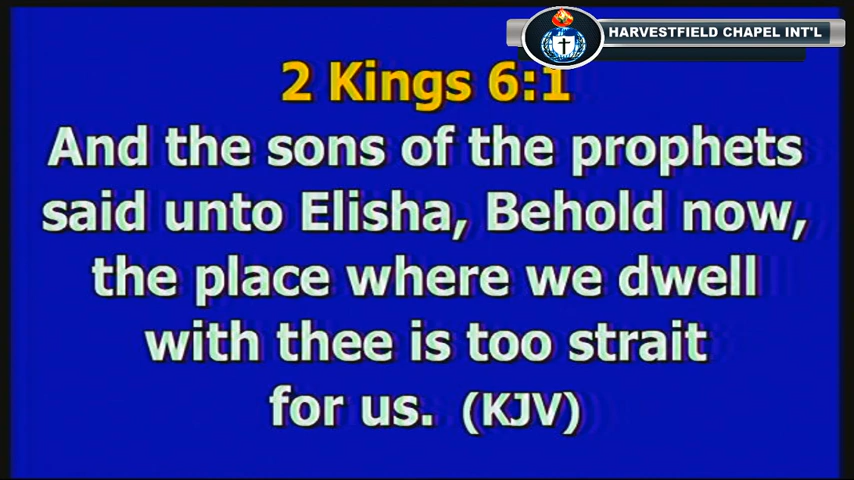 HARVESTFIELD CHAPEL INT'L
2 Kings 6:1
And the sons of the prophets
said unto Elisha, Behold now,
the place where we dwell
with thee is too strait
for us. (KJV)